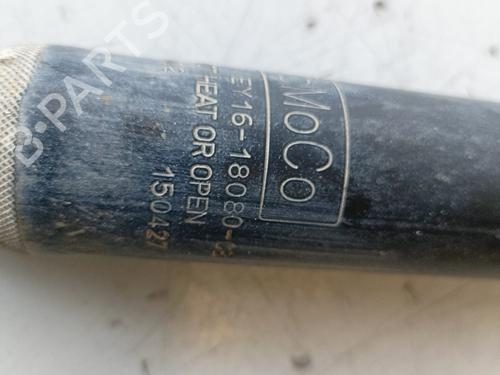 MoCo
EY16-18080-
T HEAT OR OPEN
150427
B-PARTS